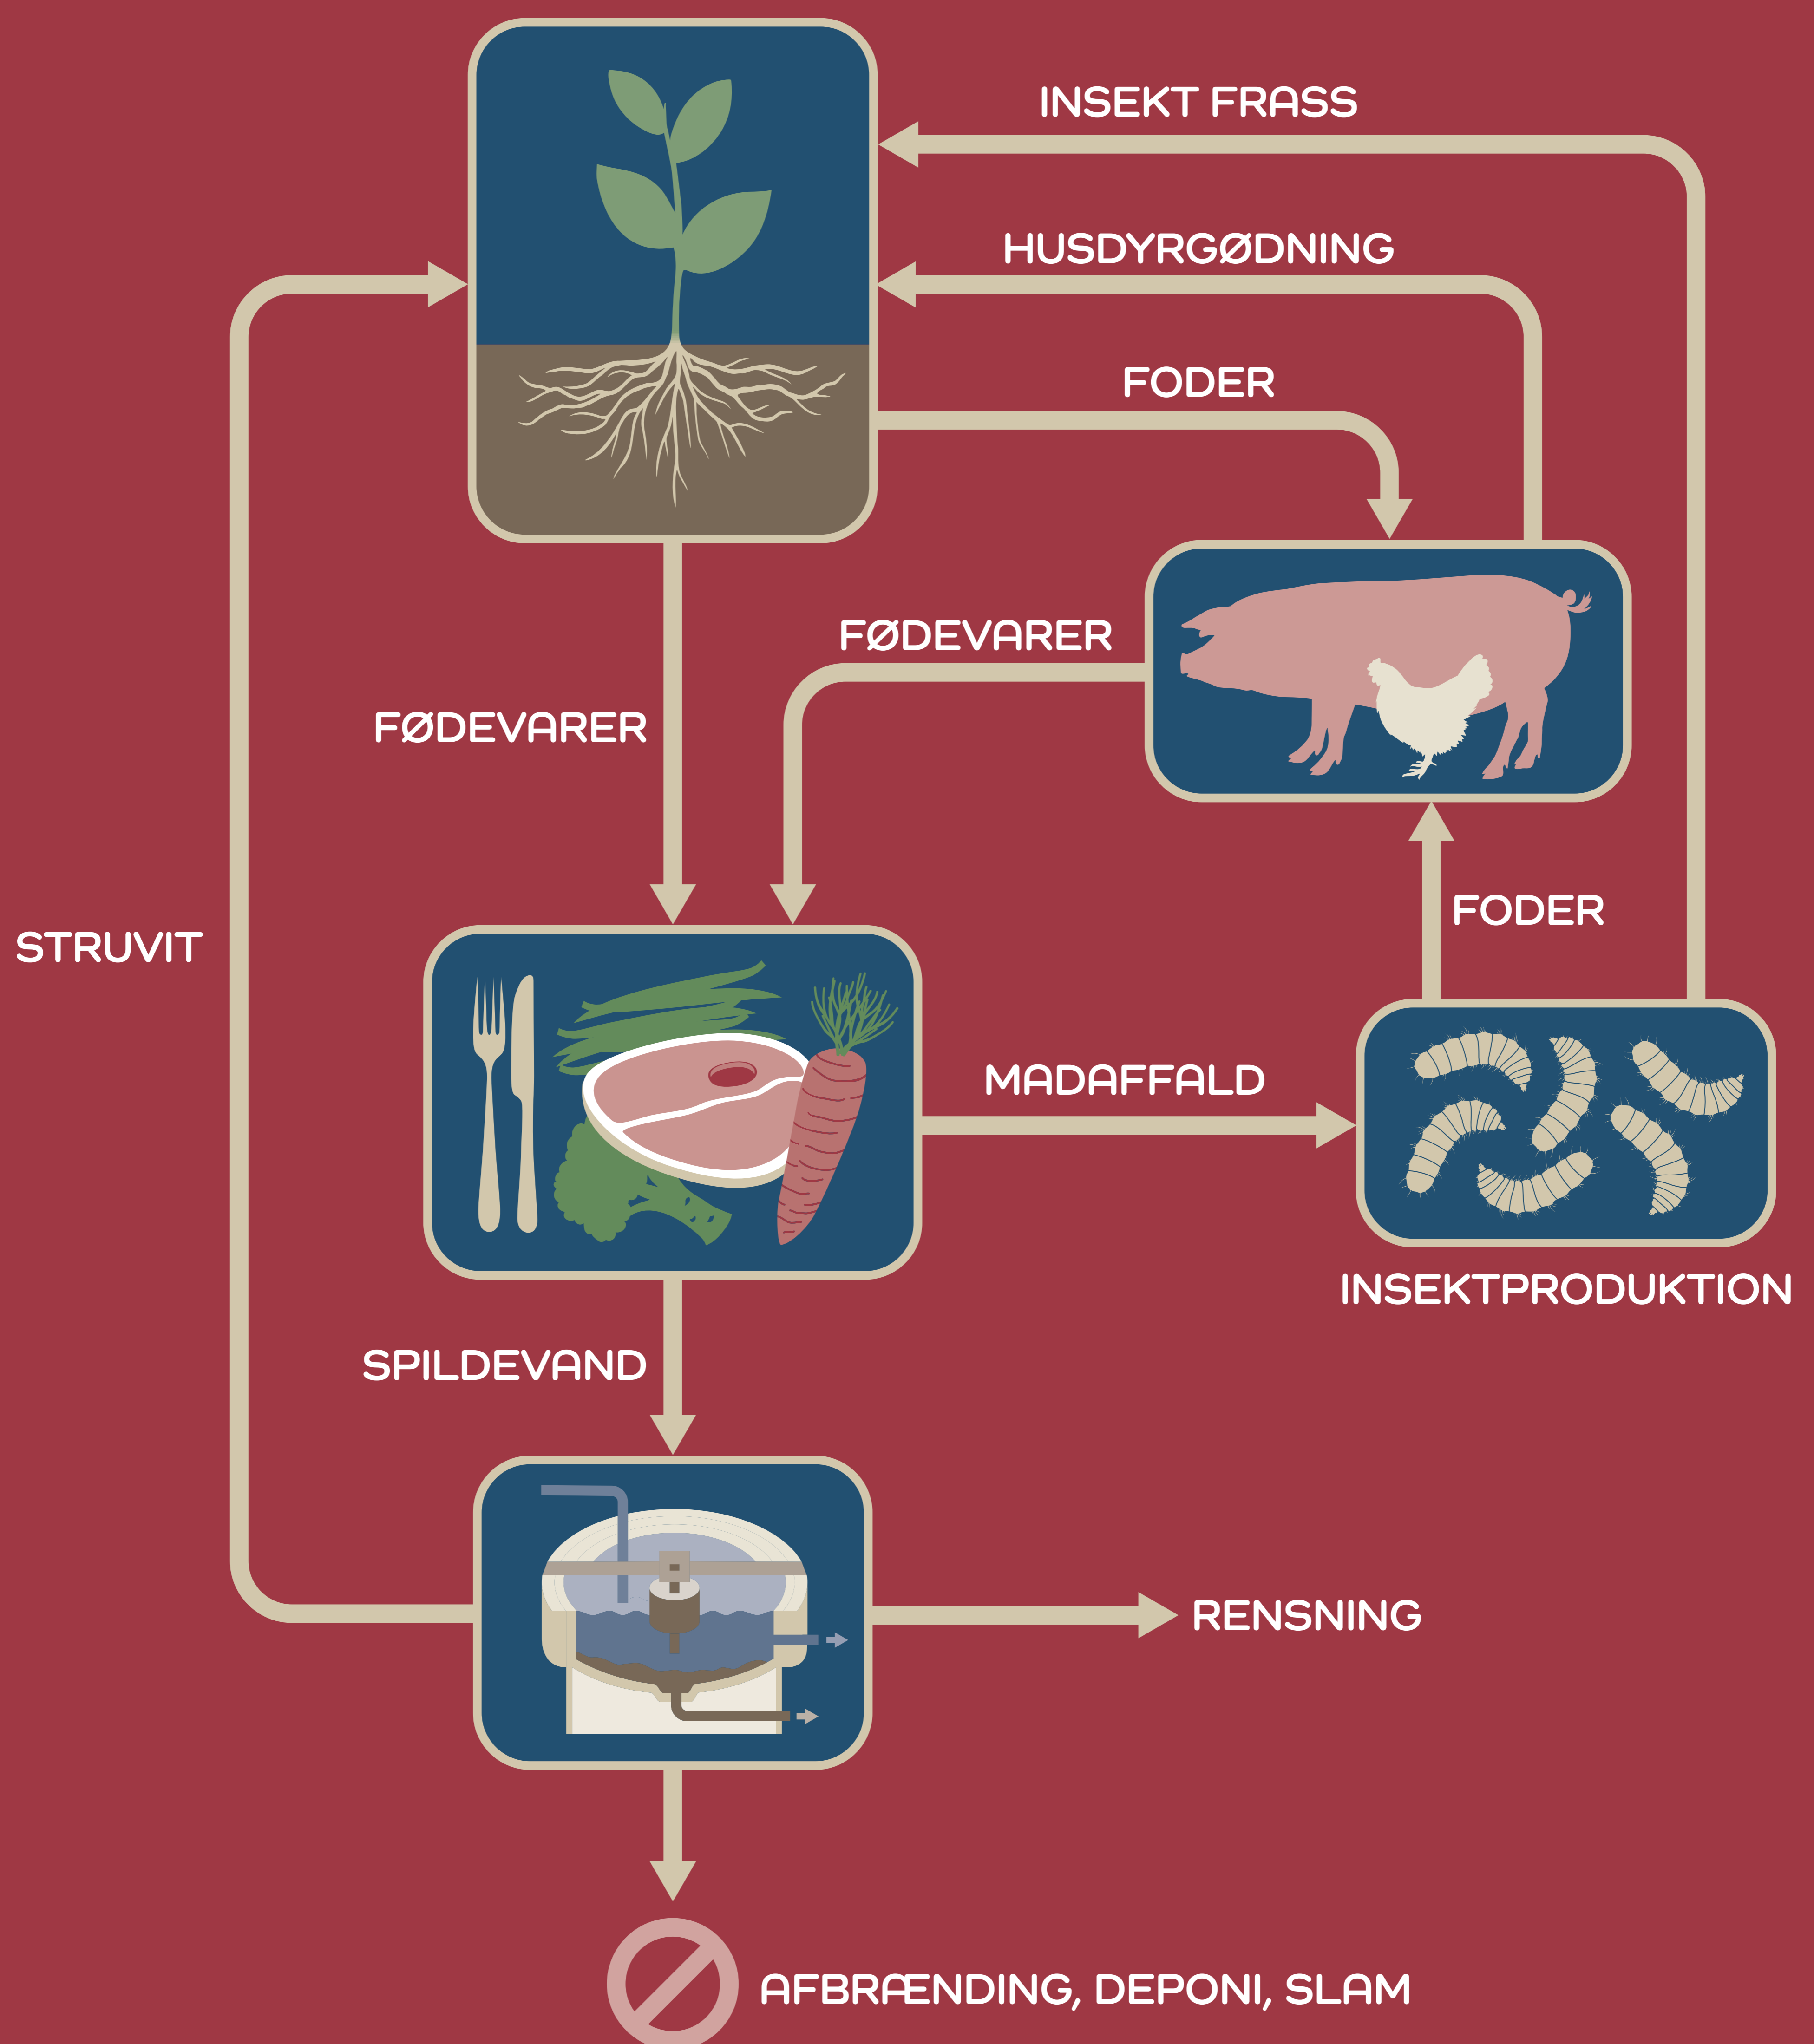 INSEKT FRASS
HUSDYRGØDNING
FODER
FØDEVARER
FØDEVARER
FODER
STRUVIT
MADAFFALD
INSEKTPRODUKTION
SPILDEVAND
RENSNING
AFBRÆNDING, DEPONI, SLAM